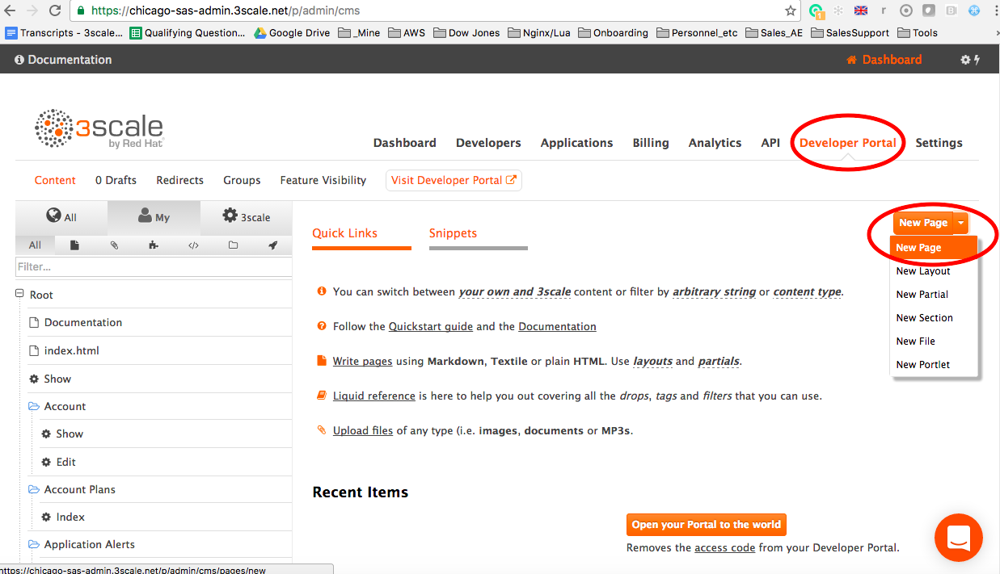 https://chicago-sas-admin.3scale.net/p/admin/cms
1
r
Transcripts - 3scale... Qualifying Question... Google Drive _Mine AWS Dow Jones Nginx/Lua Onboarding Personnel_etc Sales_AE SalesSupport Tools
Documentation Dashboard
3scale
by Red Hat
Dashboard Developers Applications Billing Analytics API Developer Portal Settings
Content 0 Drafts Redirects Groups Feature Visibility Visit Developer Portal
All My 3scale
All
Filter...
Root
Documentation
index.html
Show
Account
Show
Edit
Account Plans
Index
Application Alerts
https://chicago-sas-admin.3scale.net/p/admin/cms/pages/new
Quick Links Snippets
You can switch between your own and 3scale content or filter by arbitrary string or content type.
Follow the Quickstart guide and the Documentation
Write pages using Markdown, Textile or plain HTML. Use layouts and partials.
Liquid reference is here to help you out covering all the drops, tags and filters that you can use.
Upload files of any type (i.e. images, documents or MP3s.
Recent Items
Open your Portal to the world
Removes the access code from your Developer Portal.
New Page
New Page
New Layout
New Partial
New Section
New File
New Portlet